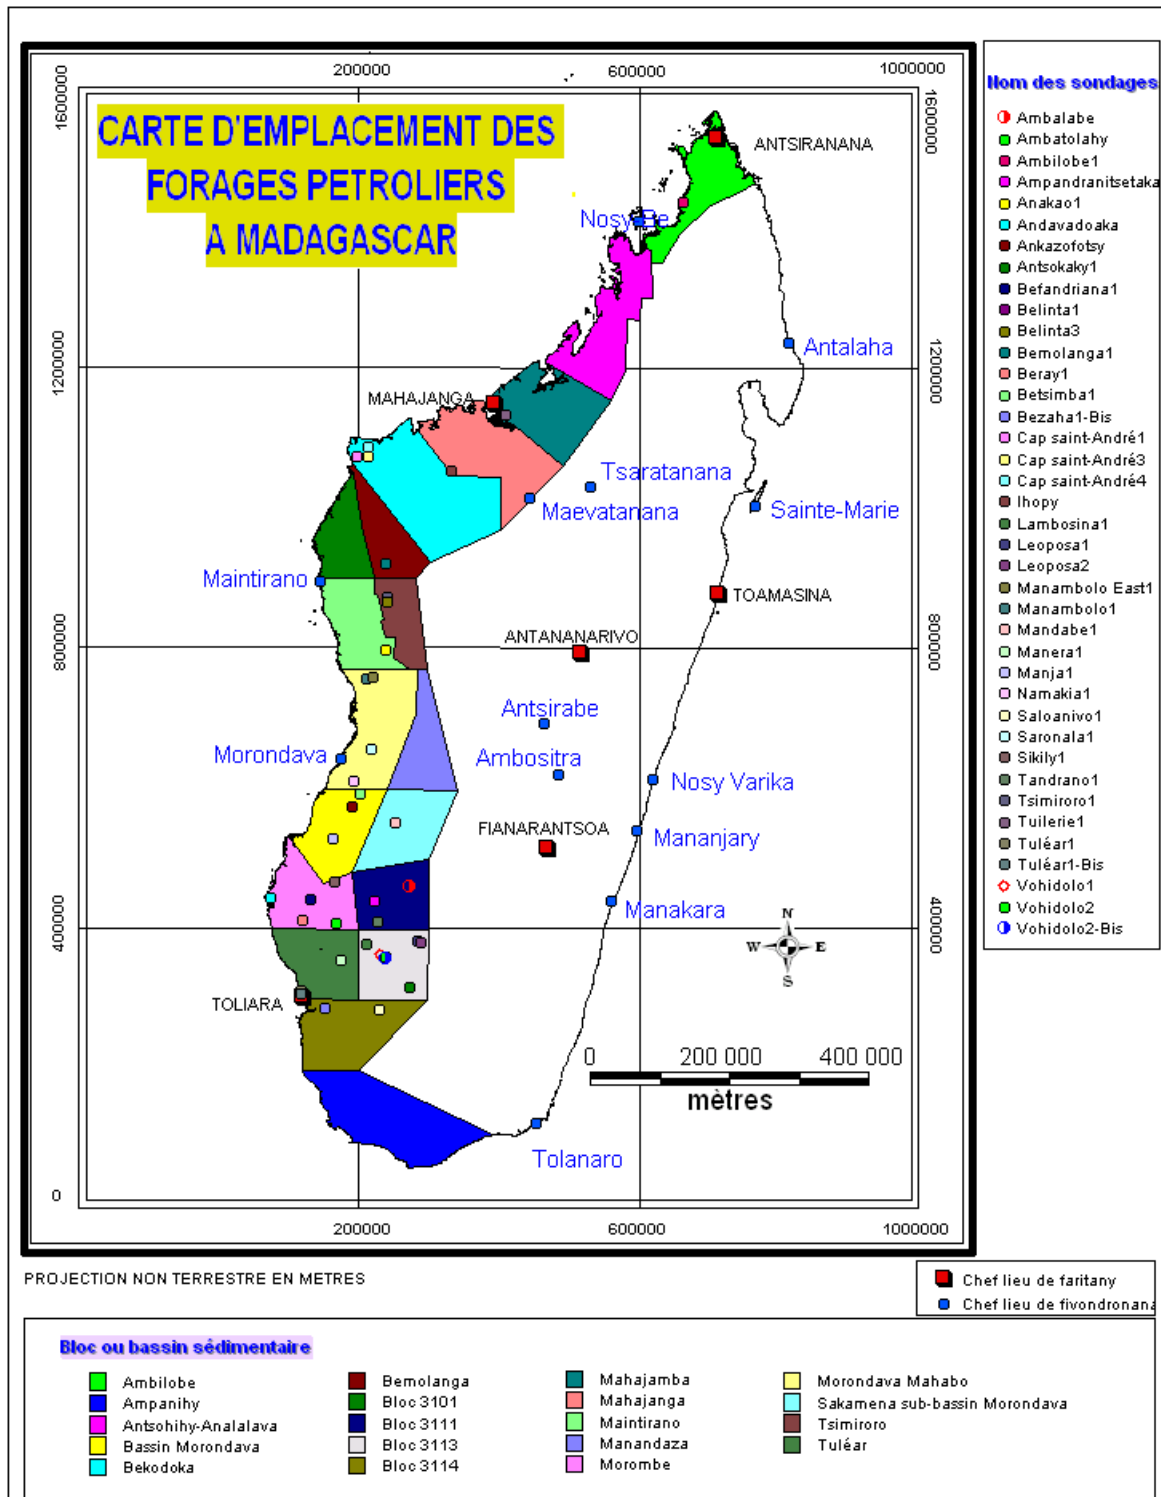 200000
600000
1000000
1600000
1600000
CARTE D'EMPLACEMENT DES
FORAGES PETROLIERS
A MADAGASCAR
ANTSIRANANA
Nosy-Be
Antalaha
1200000
1200000
MAHAJANGA
Tsaratanana
Maevatanana
Sainte-Marie
Maintirano
TOAMASINA
ANTANANARIVO
800000
800000
Antsirabe
Morondava
Ambositra
Nosy Varika
FIANARANTSOA
Mananjary
Manakara
400000
400000
N
W
E
S
TOLIARA
0
200 000
400 000
mètres
Tolanaro
0
200000
600000
1000000
Nom des sondages
Ambalabe
Ambatolahy
Ambilobe1
Ampandranitsetaka
Anakao1
Andavadoaka
Ankazofotsy
Antsokaky1
Befandriana1
Belinta1
Belinta3
Bemolanga1
Beray1
Betsimba1
Bezaha1-Bis
Cap saint-André1
Cap saint-André3
Cap saint-André4
Ihopy
Lambosina1
Leoposa1
Leoposa2
Manambolo East1
Manambolo1
Mandabe1
Manera1
Manja1
Namakia1
Saloanivo1
Saronala1
Sikily1
Tandrano1
Tsimiroro1
Tuilerie1
Tuléar1
Tuléar1-Bis
Vohidolo1
Vohidolo2
Vohidolo2-Bis
PROJECTION NON TERRESTRE EN METRES
Chef lieu de faritany
Chef lieu de fivondronana
Bloc ou bassin sédimentaire
Ambilobe
Ampanihy
Antsohihy-Analalava
Bassin Morondava
Bekodoka
Bemolanga
Bloc 3101
Bloc 3111
Bloc 3113
Bloc 3114
Mahajamba
Mahajanga
Maintirano
Manandaza
Morombe
Morondava Mahabo
Sakamena sub-bassin Morondava
Tsimiroro
Tuléar